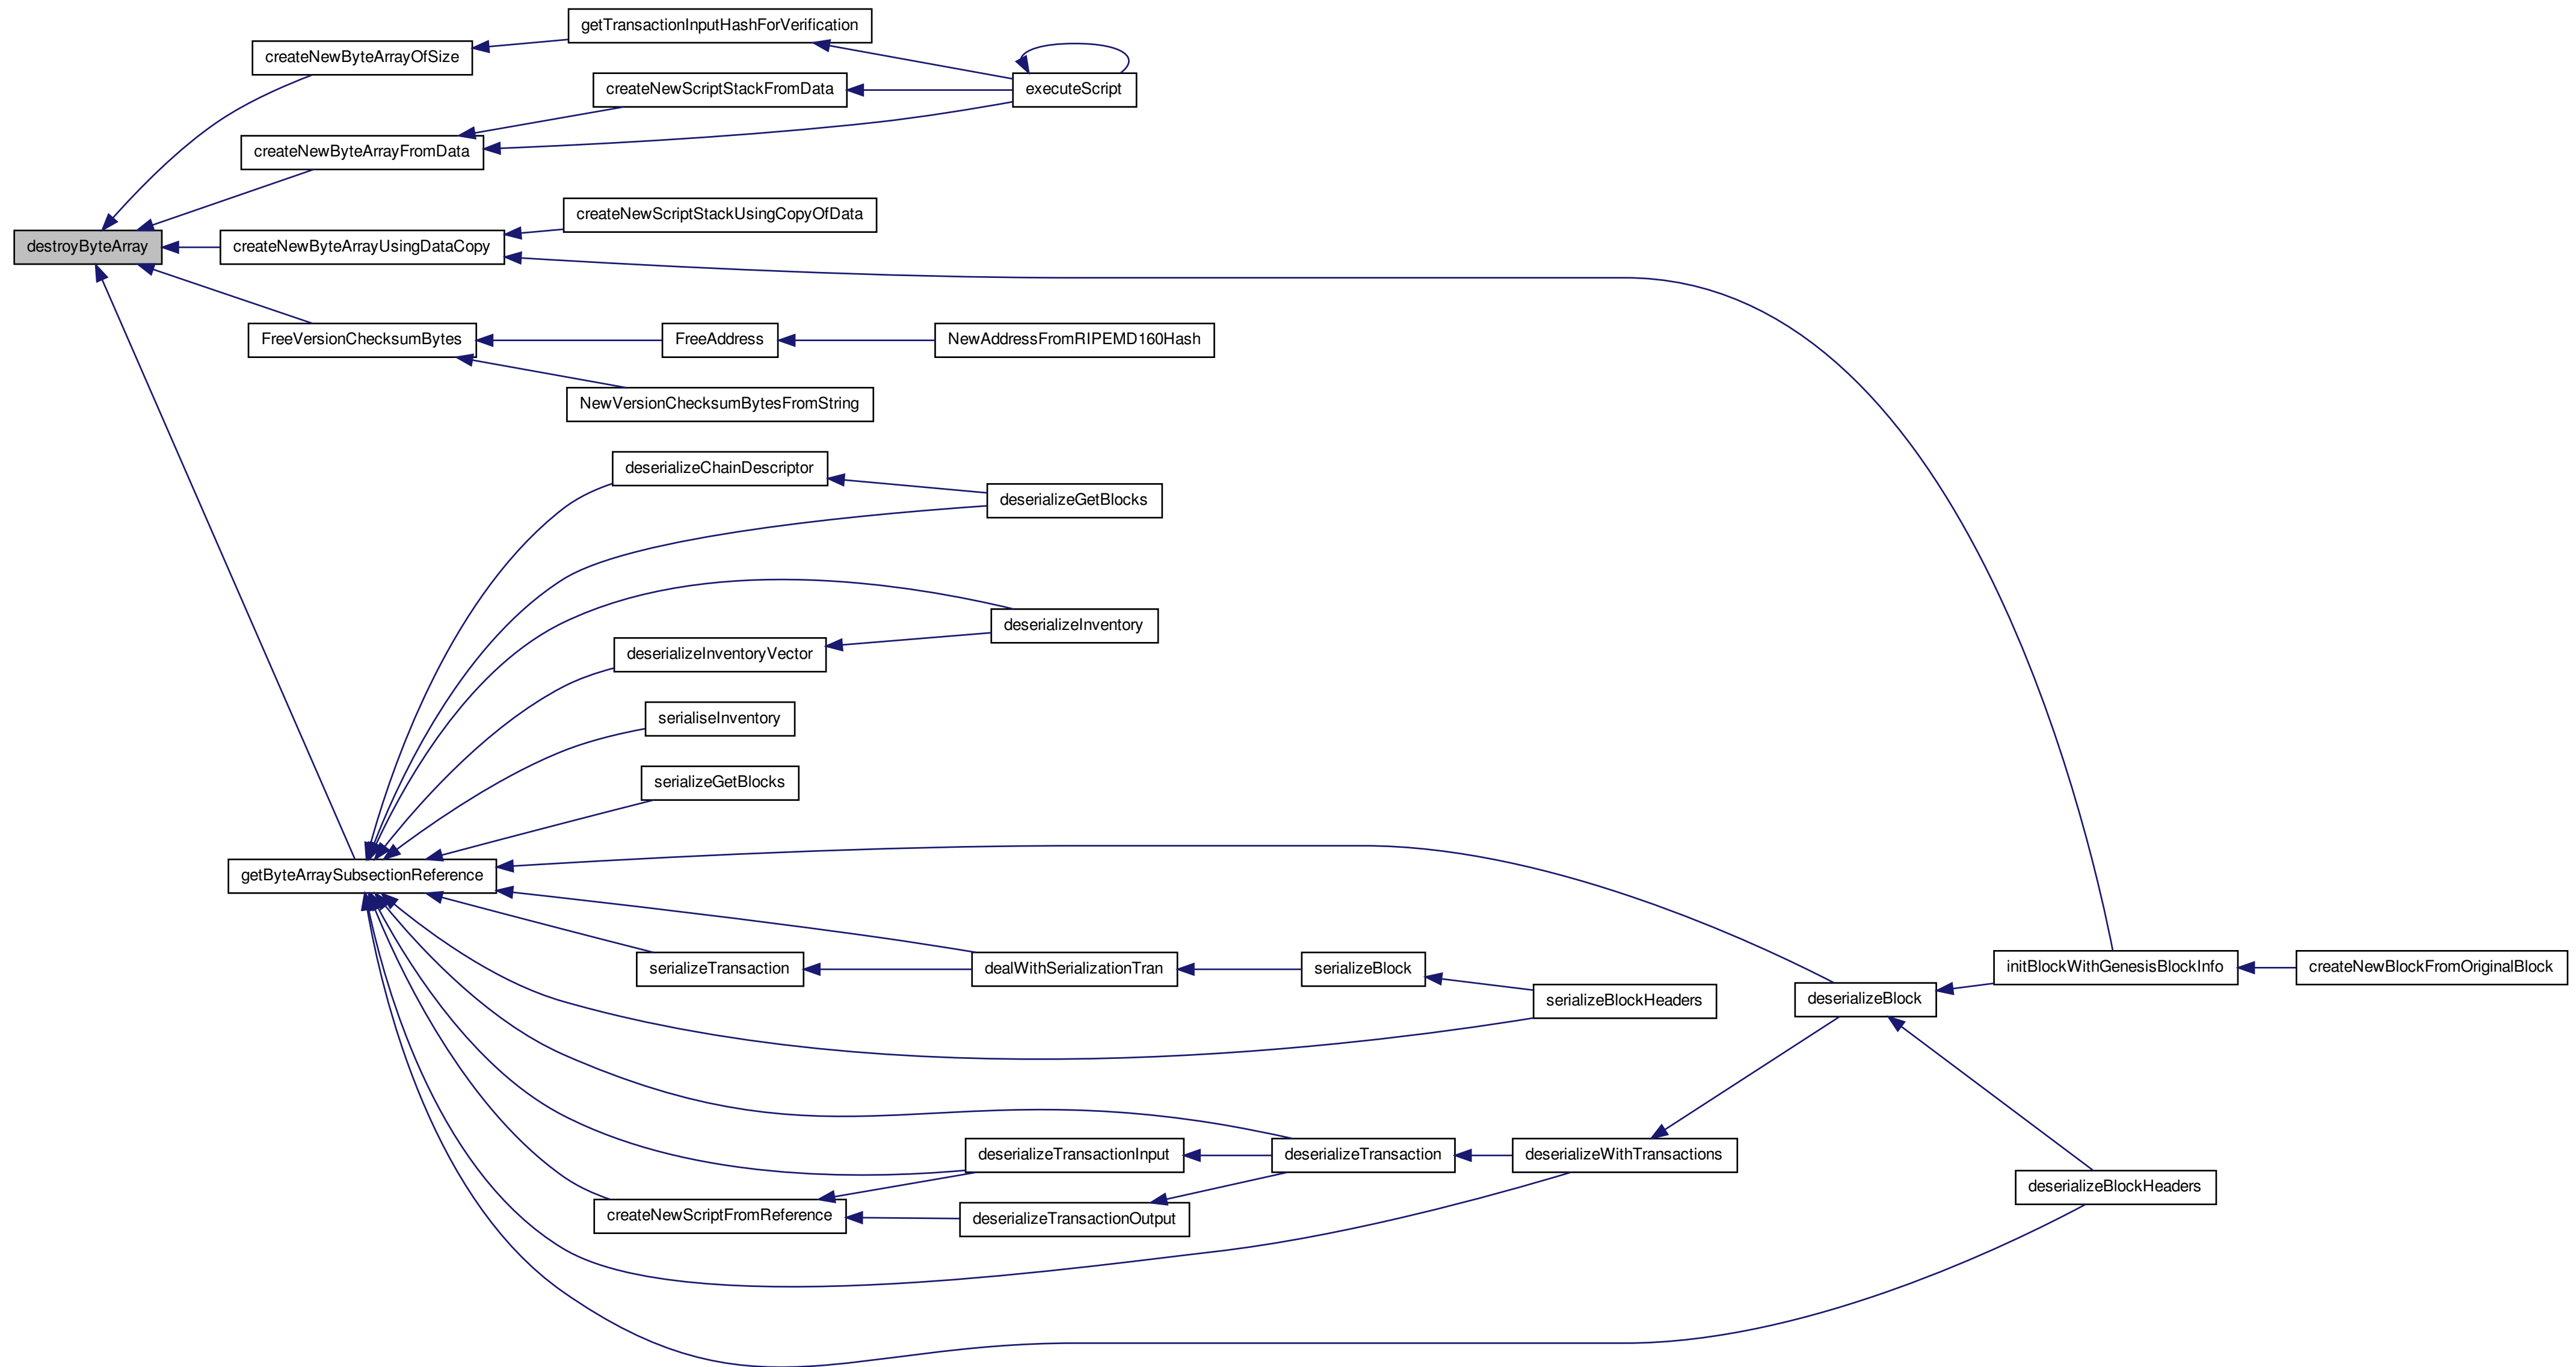 getTransactionInputHashForVerification
createNewByteArrayOfSize
createNewScriptStackFromData
executeScript
createNewByteArrayFromData
createNewScriptStackUsingCopyOfData
destroyByteArray
createNewByteArrayUsingDataCopy
FreeVersionChecksumBytes
FreeAddress
NewAddressFromRIPEMD160Hash
NewVersionChecksumBytesFromString
deserializeChainDescriptor
deserializeGetBlocks
deserializeInventory
deserializeInventoryVector
serialiseInventory
serializeGetBlocks
getByteArraySubsectionReference
serializeTransaction
dealWithSerializationTran
serializeBlock
initBlockWithGenesisBlockInfo
createNewBlockFromOriginalBlock
serializeBlockHeaders
deserializeBlock
deserializeTransactionInput
deserializeTransaction
deserializeWithTransactions
deserializeBlockHeaders
createNewScriptFromReference
deserializeTransactionOutput